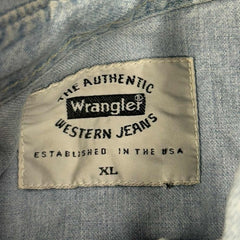 THE AUTHENTIC
Wrangler®
WESTERN JEANS
ESTABLISHED IN THE USA
XL